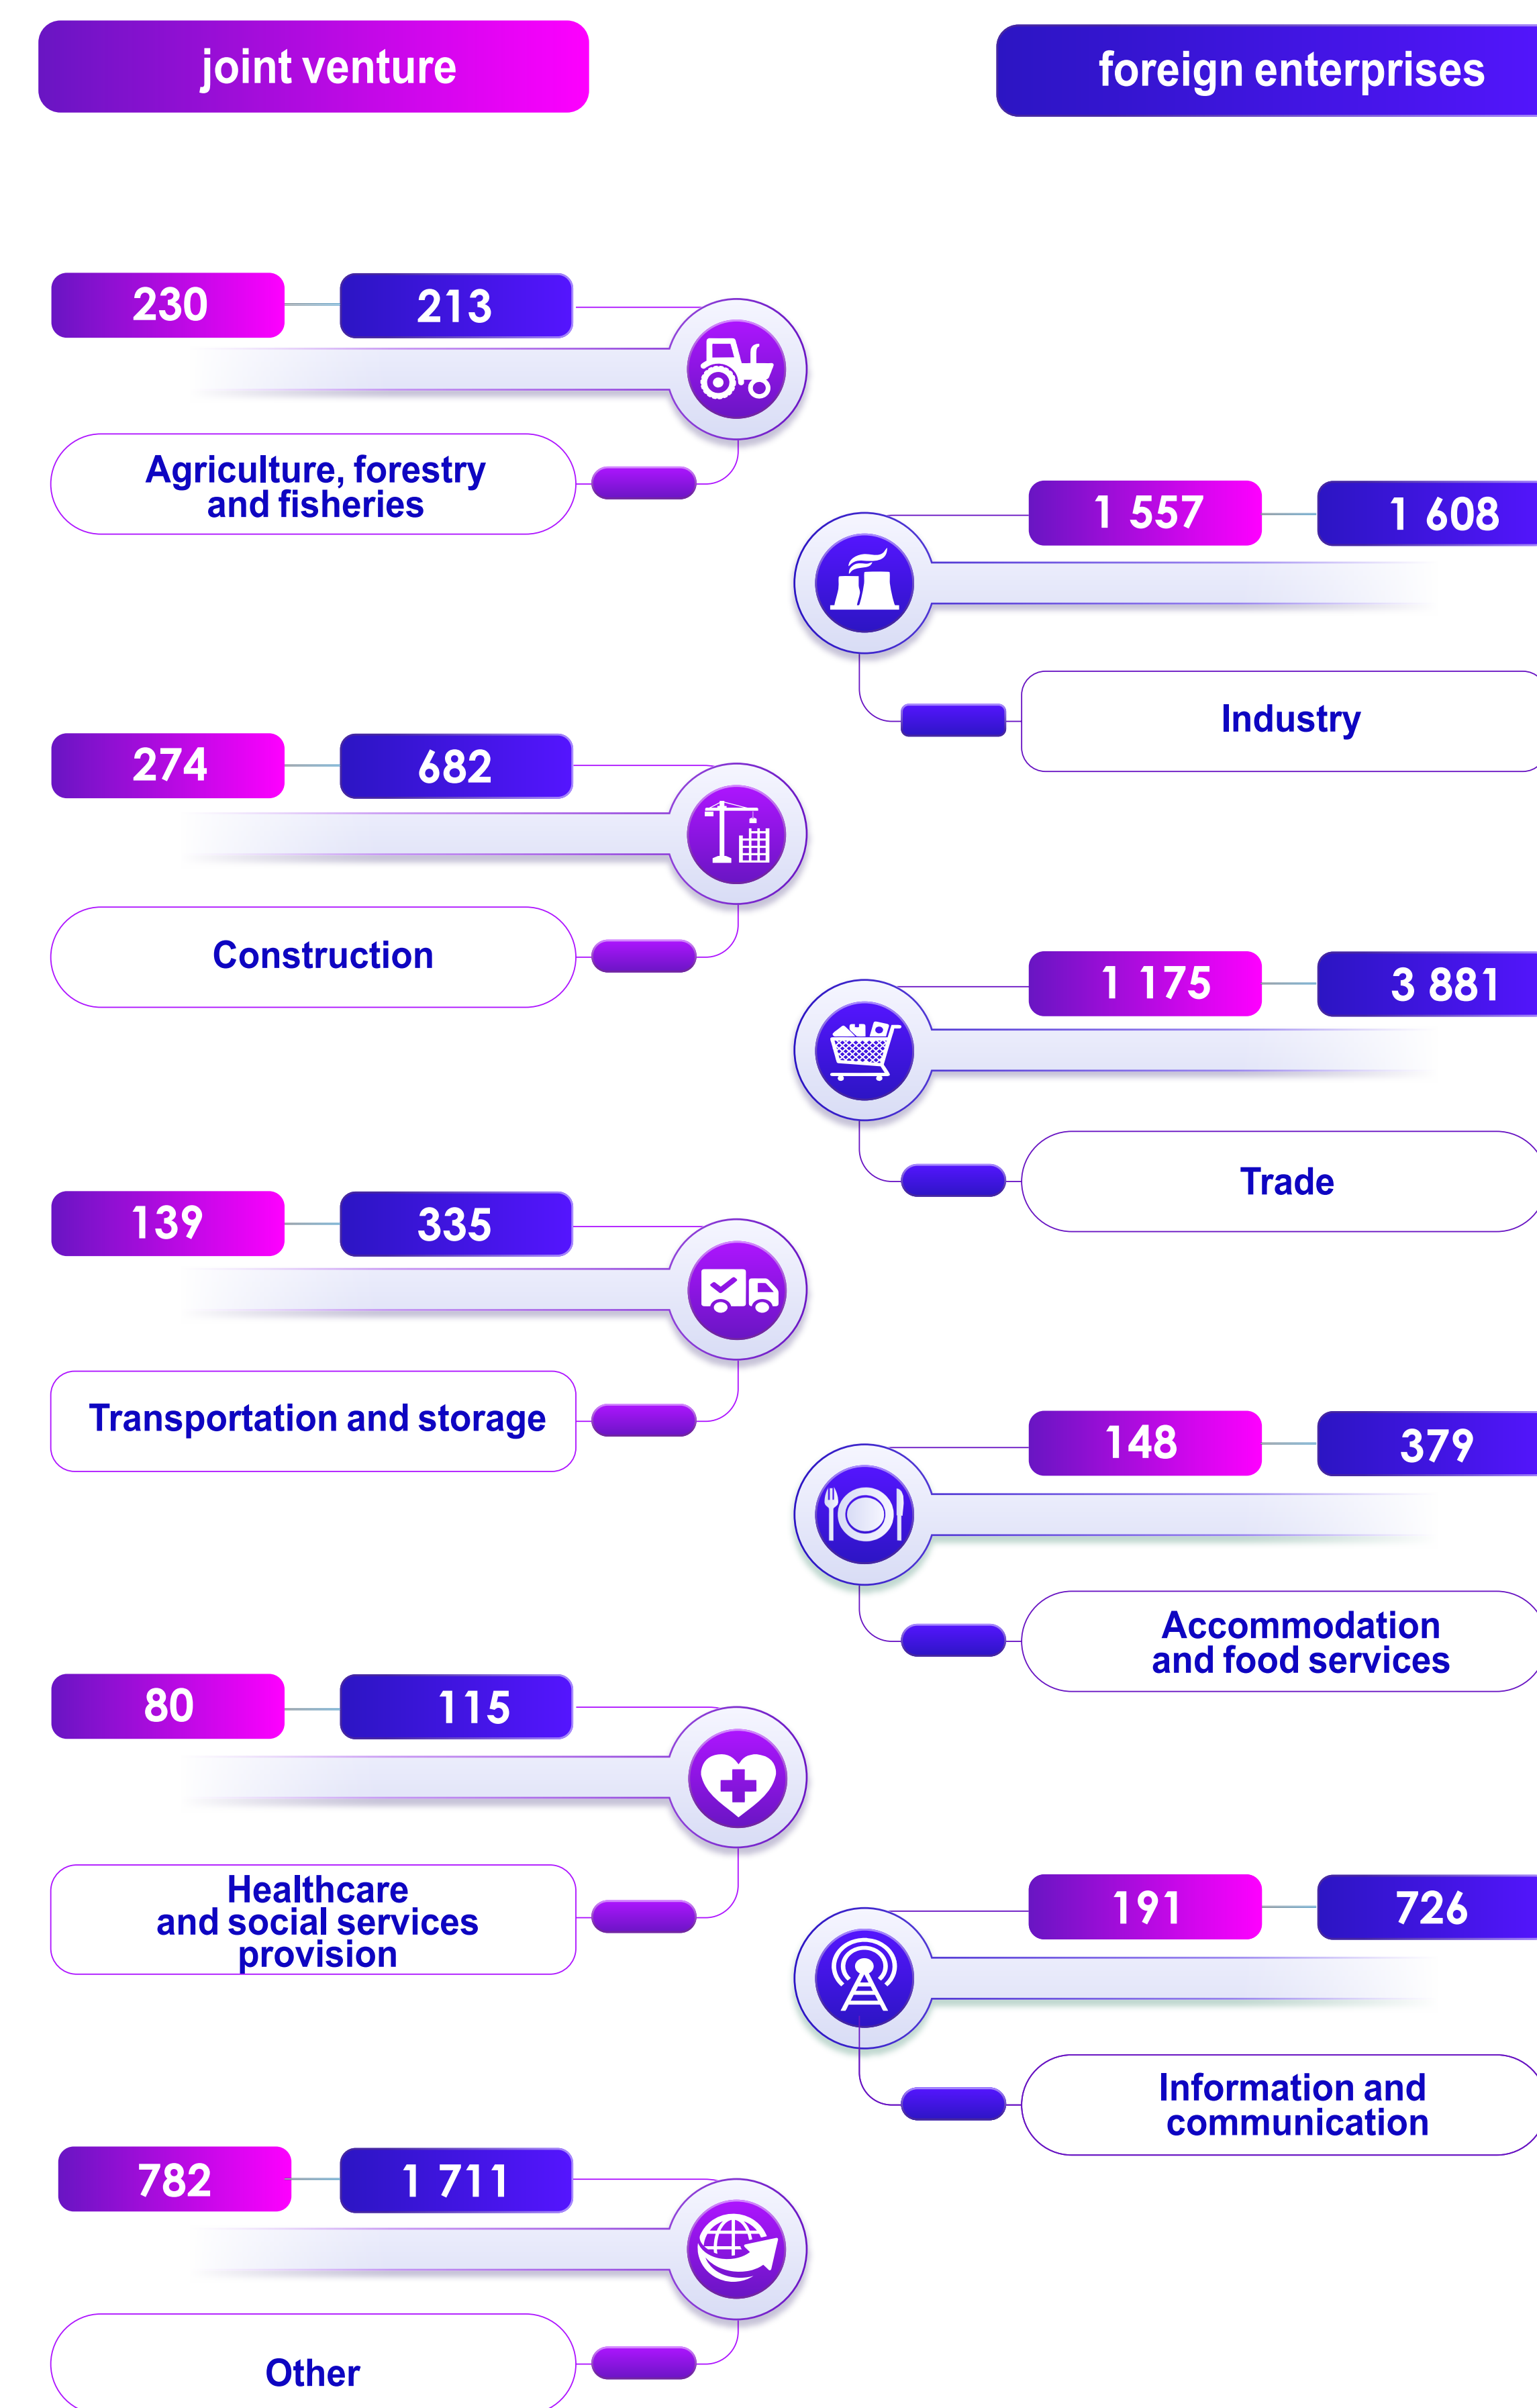 joint venture
foreign enterprises
230
213
Agriculture, forestry
and fisheries
1 557
1 608
Industry
274
682
Construction
1 175
3 881
Trade
139
335
Transportation and storage
148
379
Accommodation
and food services
80
115
Healthcare
and social services
provision
191
726
Information and
communication
782
1 711
Other